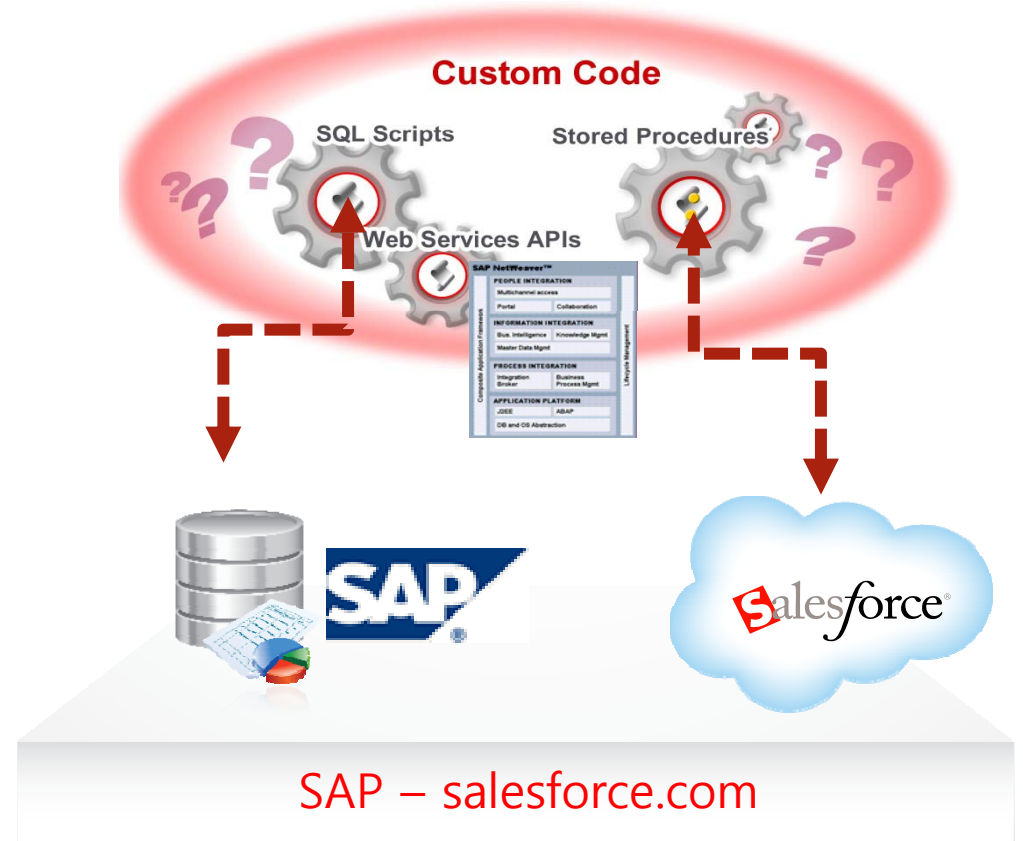 Custom Code
SQL Scripts
Stored Procedures
? ? ? ? ? ?
Web Services APIs
SAP NetWeaver™
Composite Application Framework
Lifecycle Management
PEOPLE INTEGRATION
Multichannel access
Portal Collaboration
INFORMATION INTEGRATION
Bus. Intelligence Knowledge Mgmt
Master Data Mgmt
PROCESS INTEGRATION
Integration Broker
Business Process Mgmt
APPLICATION PLATFORM
J2EE ABAP
DB and OS Abstraction
SAP ®
salesforce®
SAP – salesforce.com